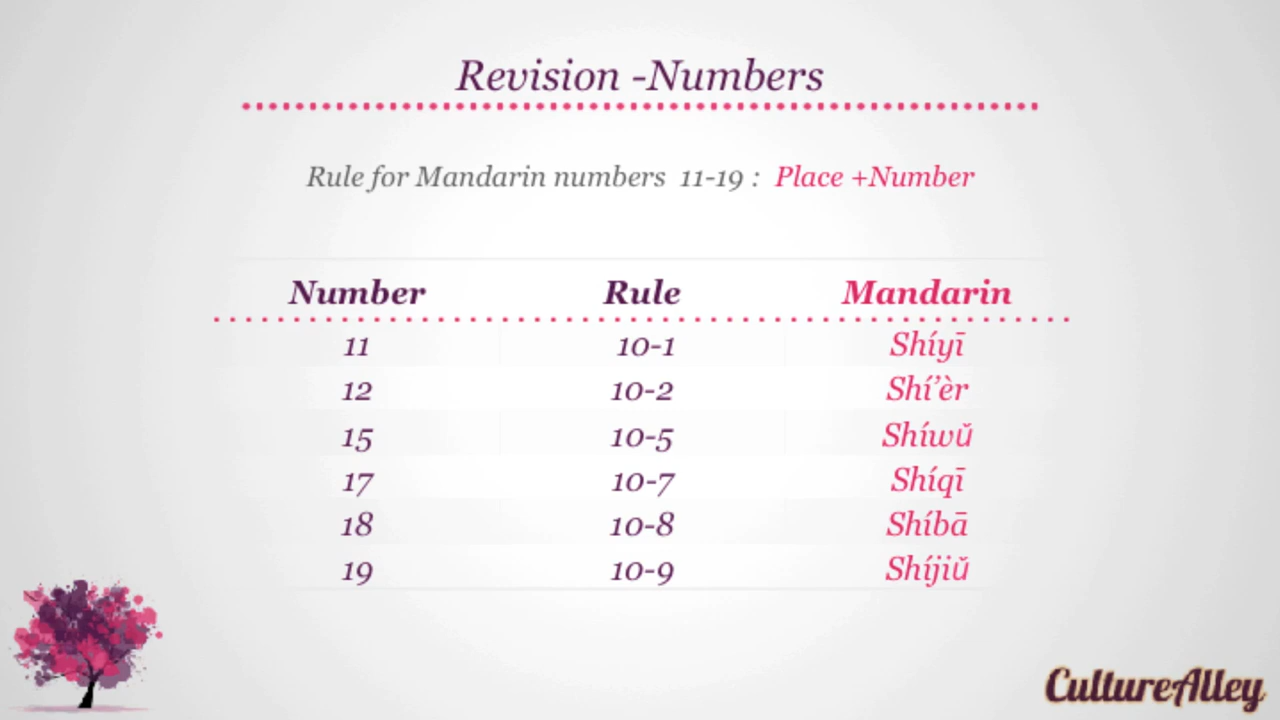 Revision -Numbers
Rule for Mandarin numbers 11-19 : Place +Number
Number Rule Mandarin
11 10-1 Shíyī
12 10-2 Shí’èr
15 10-5 Shíwǔ
17 10-7 Shíqī
18 10-8 Shíbā
19 10-9 Shíjiǔ
CultureAlley